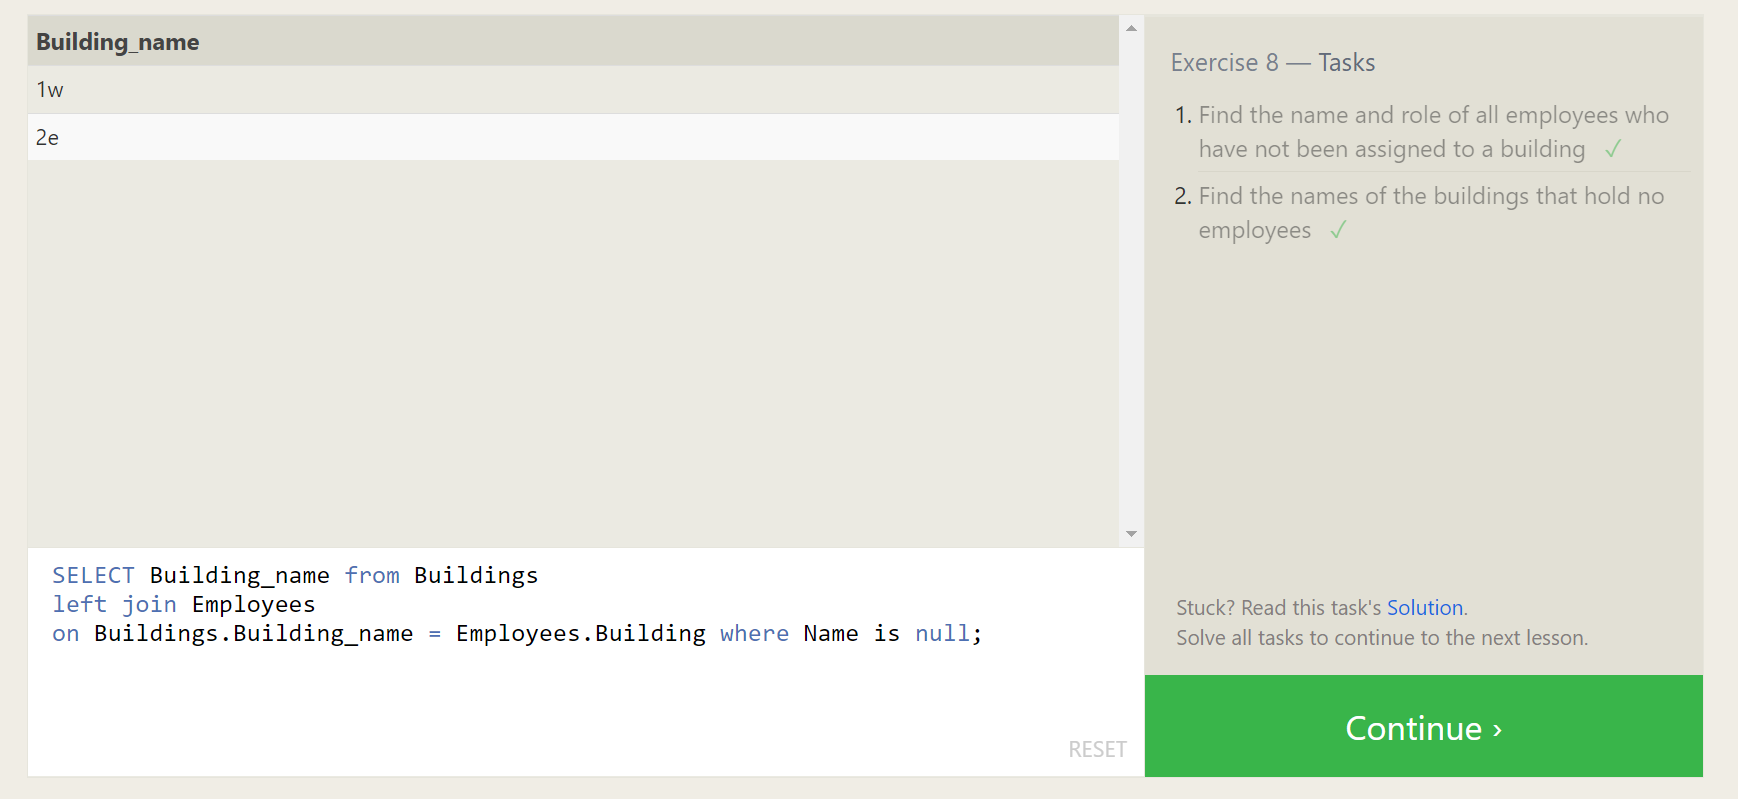 Building_name
1w
2e
SELECT Building_name from Buildings
left join Employees
on Buildings.Building_name = Employees.Building where Name is null;
RESET
Exercise 8 — Tasks
1. Find the name and role of all employees who
have not been assigned to a building ✓
2. Find the names of the buildings that hold no
employees ✓
Stuck? Read this task's Solution.
Solve all tasks to continue to the next lesson.
Continue ›